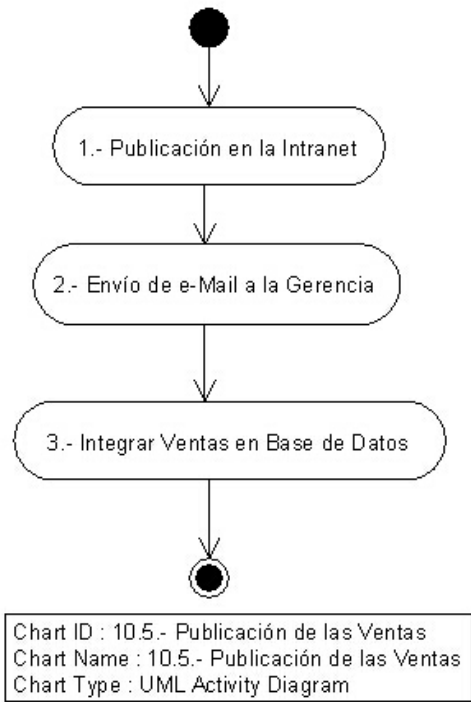 1.- Publicación en la Intranet
2.- Envío de e-Mail a la Gerencia
3.- Integrar Ventas en Base de Datos
Chart ID : 10.5.- Publicación de las Ventas
Chart Name : 10.5.- Publicación de las Ventas
Chart Type : UML Activity Diagram